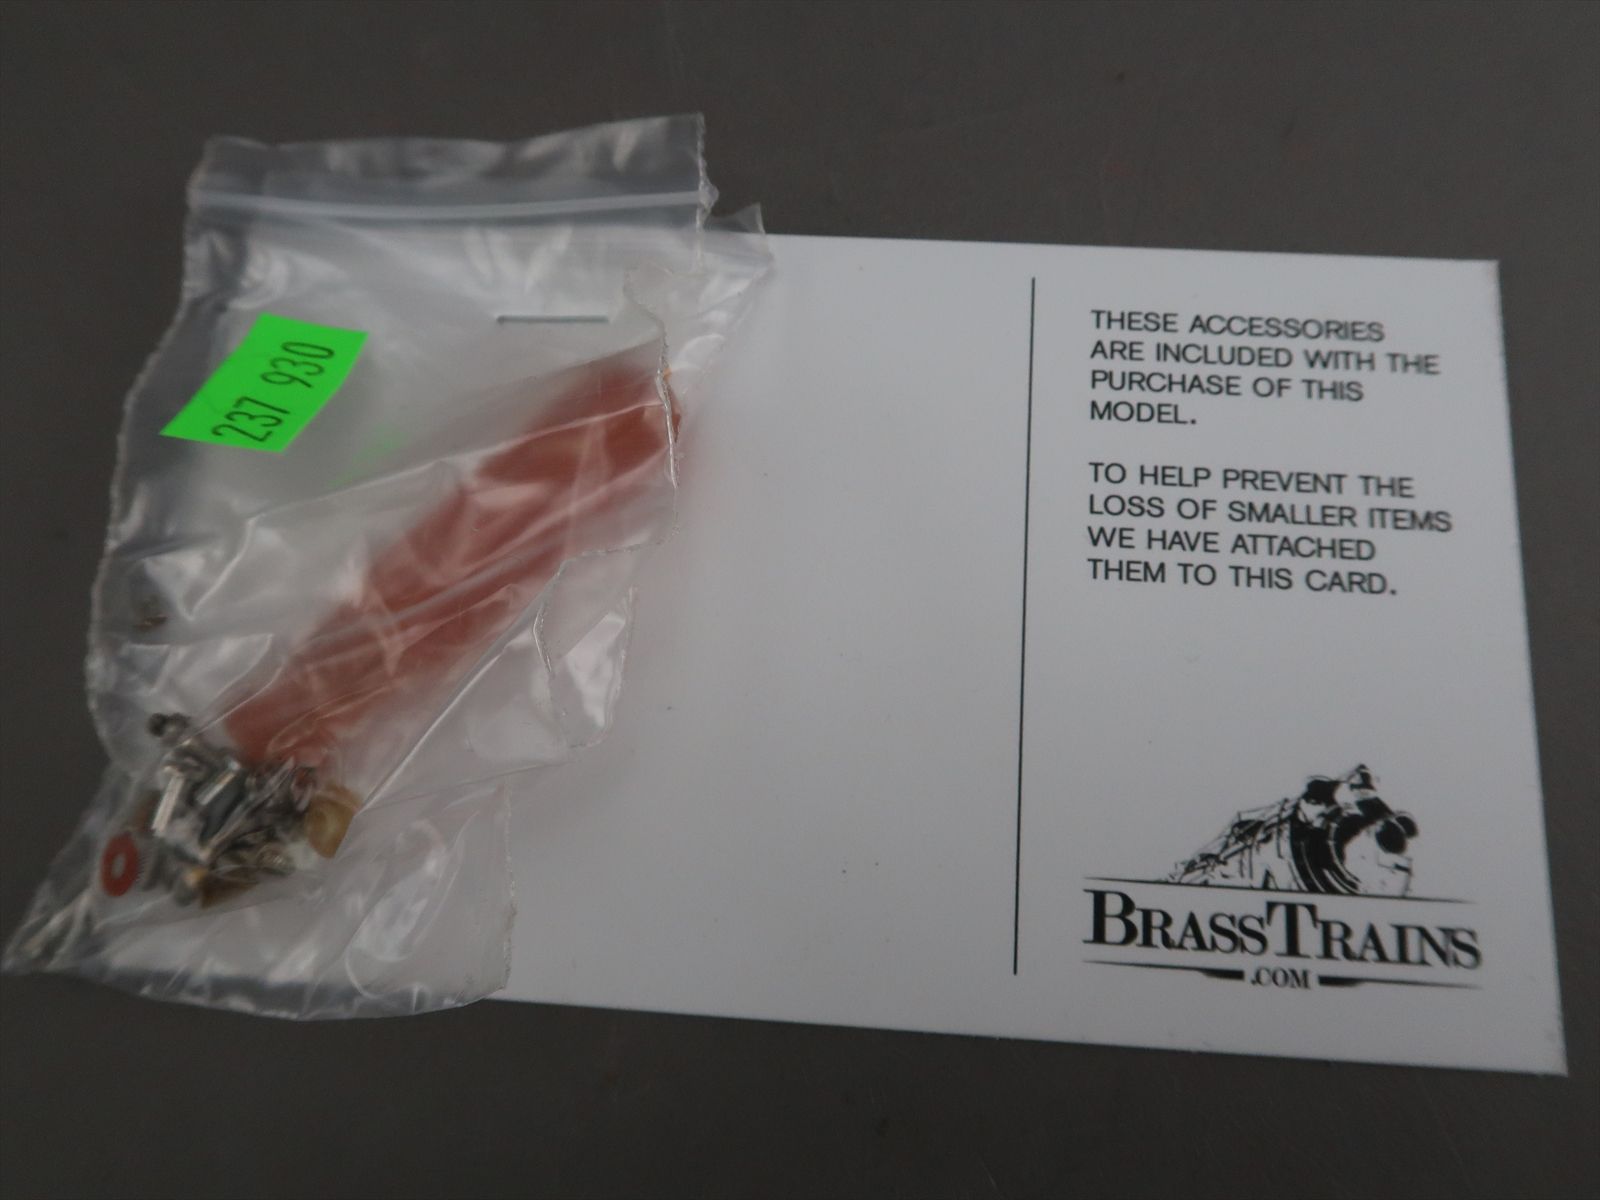 237 930
THESE ACCESSORIES
ARE INCLUDED WITH THE
PURCHASE OF THIS
MODEL.
TO HELP PREVENT THE
LOSS OF SMALLER ITEMS
WE HAVE ATTACHED
THEM TO THIS CARD.
BRASSTRAINS
.COM